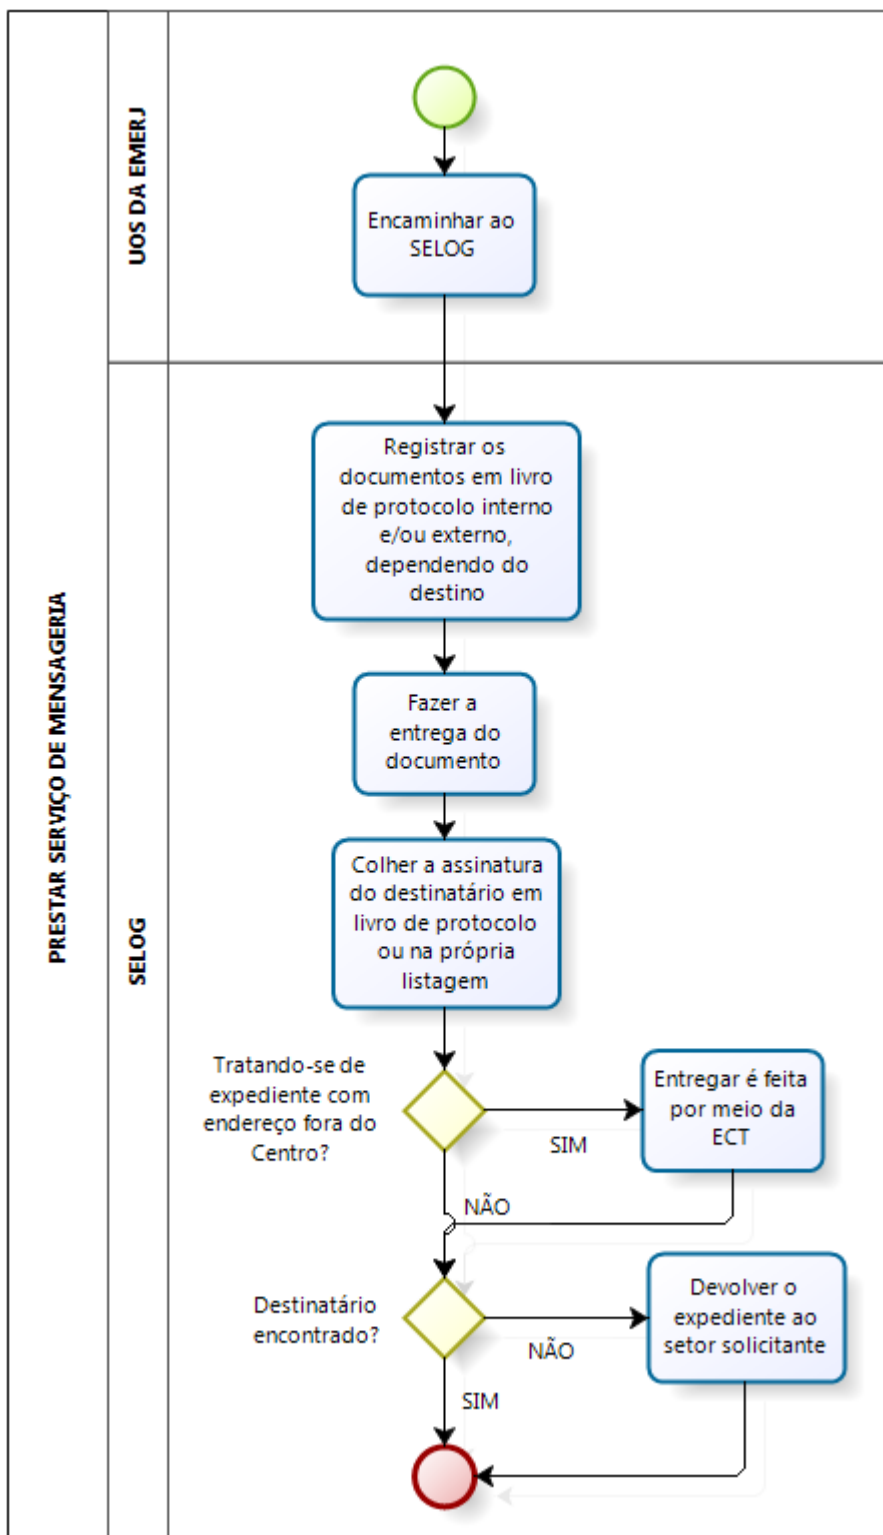 PRESTAR SERVIÇO DE MENSAGERIA
UOS DA EMERJ
Encaminhar ao
SELOG
SELOG
Registrar os
documentos em livro
de protocolo interno
e/ou externo,
dependendo do
destino
Fazer a
entrega do
documento
Colher a assinatura
do destinatário em
livro de protocolo
ou na própria
listagem
Tratando-se de
expediente com
endereço fora do
Centro?
SIM
Entregar é feita
por meio da
ECT
NÃO
Destinatário
encontrado?
NÃO
Devolver o
expediente ao
setor solicitante
SIM